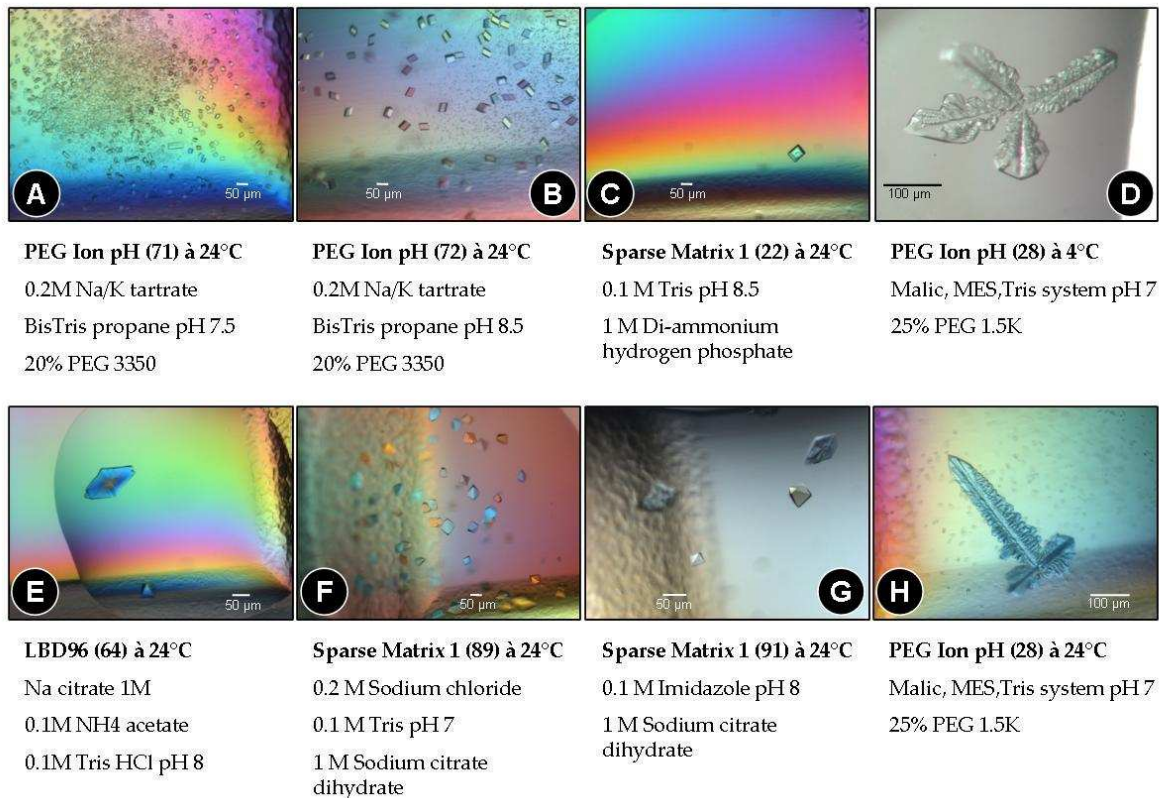 A
50 µm
50 µm
B
50 µm
C
100 µm
D
PEG Ion pH (71) à 24°C
0.2M Na/K tartrate
BisTris propane pH 7.5
20% PEG 3350
PEG Ion pH (72) à 24°C
0.2M Na/K tartrate
BisTris propane pH 8.5
20% PEG 3350
Sparse Matrix 1 (22) à 24°C
0.1 M Tris pH 8.5
1 M Di-ammonium
hydrogen phosphate
PEG Ion pH (28) à 4°C
Malic, MES,Tris system pH 7
25% PEG 1.5K
E
50 µm
F
50 µm
50 µm
G
H
100 µm
LBD96 (64) à 24°C
Na citrate 1M
0.1M NH4 acetate
0.1M Tris HCl pH 8
Sparse Matrix 1 (89) à 24°C
0.2 M Sodium chloride
0.1 M Tris pH 7
1 M Sodium citrate
dihydrate
Sparse Matrix 1 (91) à 24°C
0.1 M Imidazole pH 8
1 M Sodium citrate
dihydrate
PEG Ion pH (28) à 24°C
Malic, MES,Tris system pH 7
25% PEG 1.5K